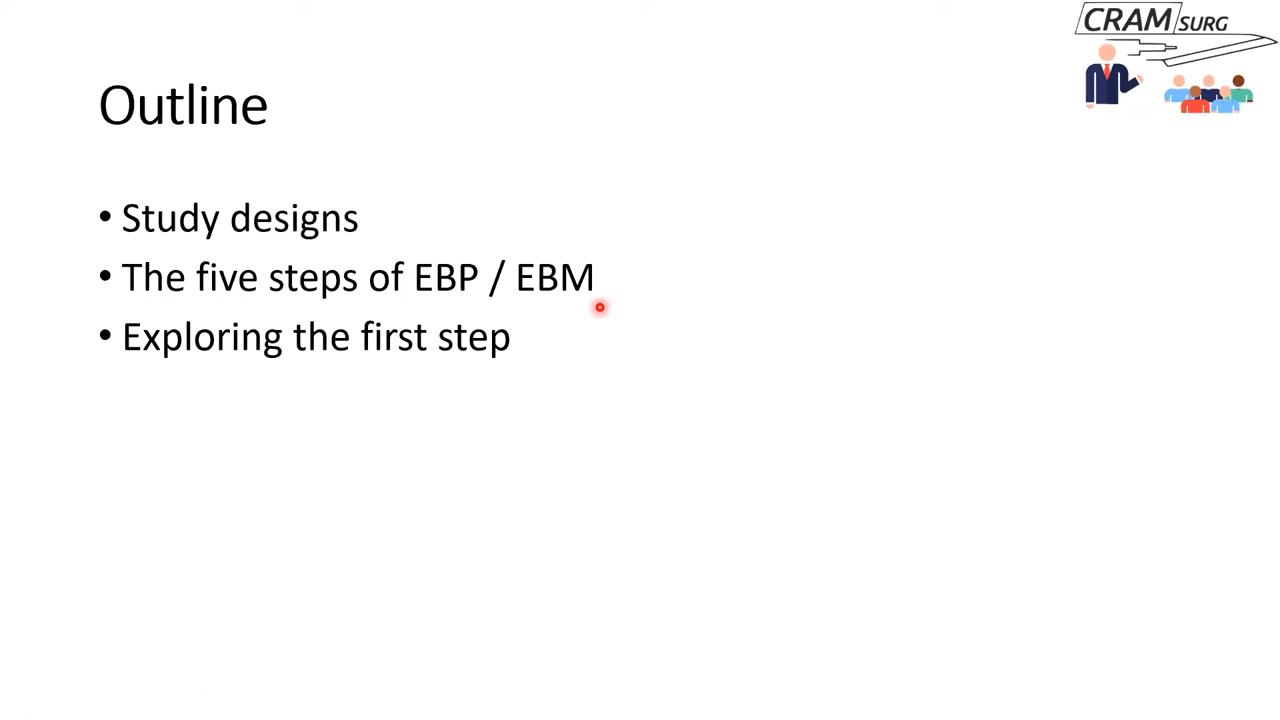 CRAM SURG
Outline
• Study designs
• The five steps of EBP / EBM
• Exploring the first step